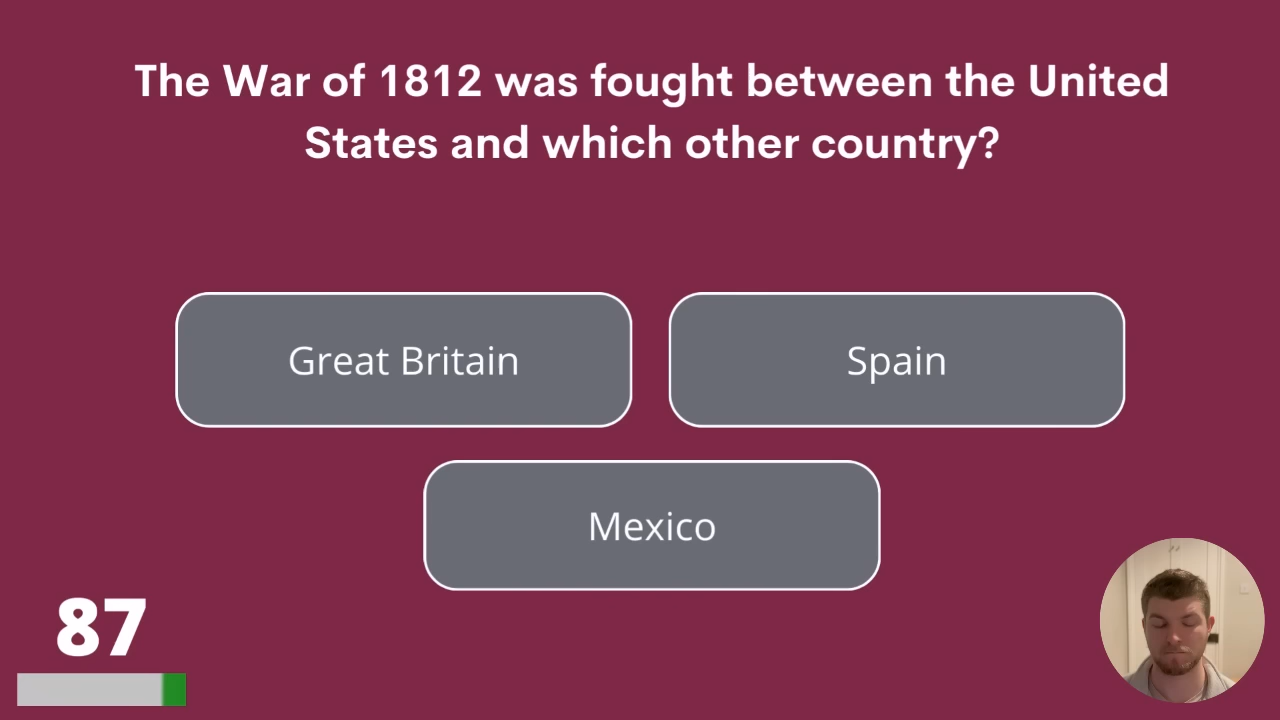 The War of 1812 was fought between the United
States and which other country?
Great Britain
Spain
Mexico
87